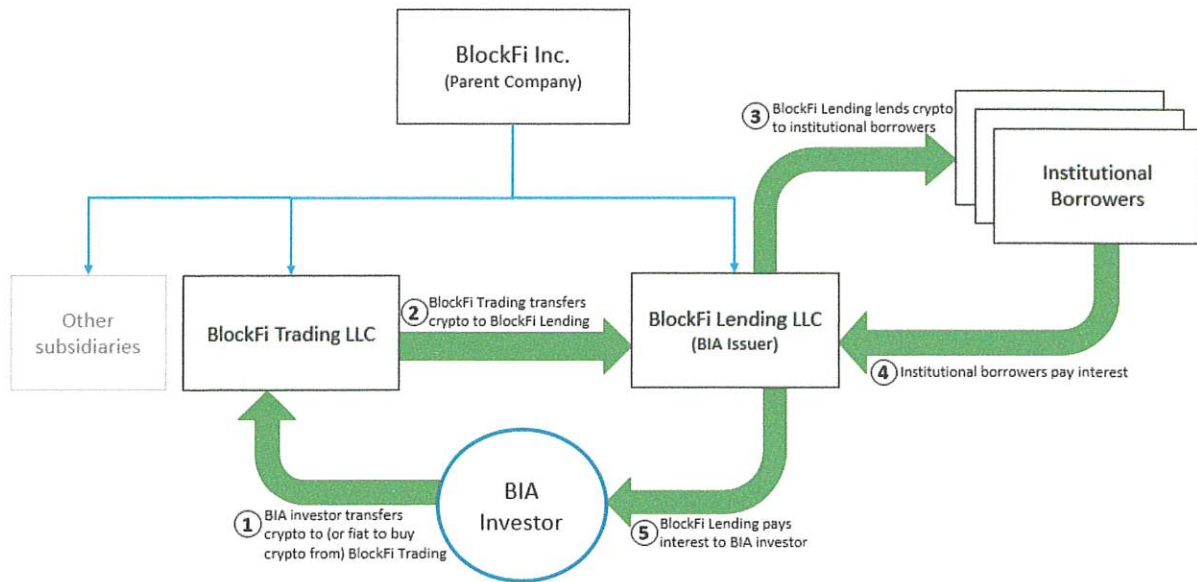 BlockFi Inc.
(Parent Company)
③ BlockFi Lending lends crypto
to institutional borrowers
Institutional
Borrowers
Other
subsidiaries
BlockFi Trading LLC
② BlockFi Trading transfers
crypto to BlockFi Lending
BlockFi Lending LLC
(BIA Issuer)
④ Institutional borrowers pay interest
① BIA investor transfers
crypto to (or fiat to buy
crypto from) BlockFi Trading
BIA
Investor
⑤ BlockFi Lending pays
interest to BIA investor